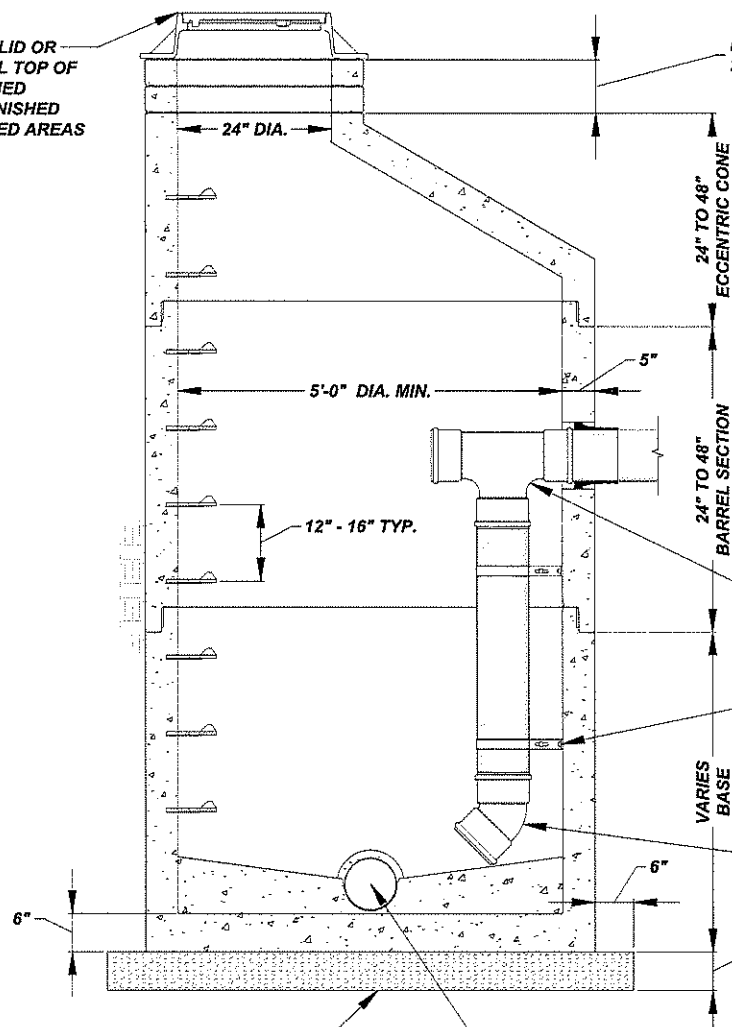 LID OR
L TOP OF
NISHED
ED AREAS
24" DIA.
24" TO 48"
ECCENTRIC CONE
5"
5'-0" DIA. MIN.
24" TO 48"
BARREL SECTION
12" - 16" TYP.
VARIES
BASE
6"
6"